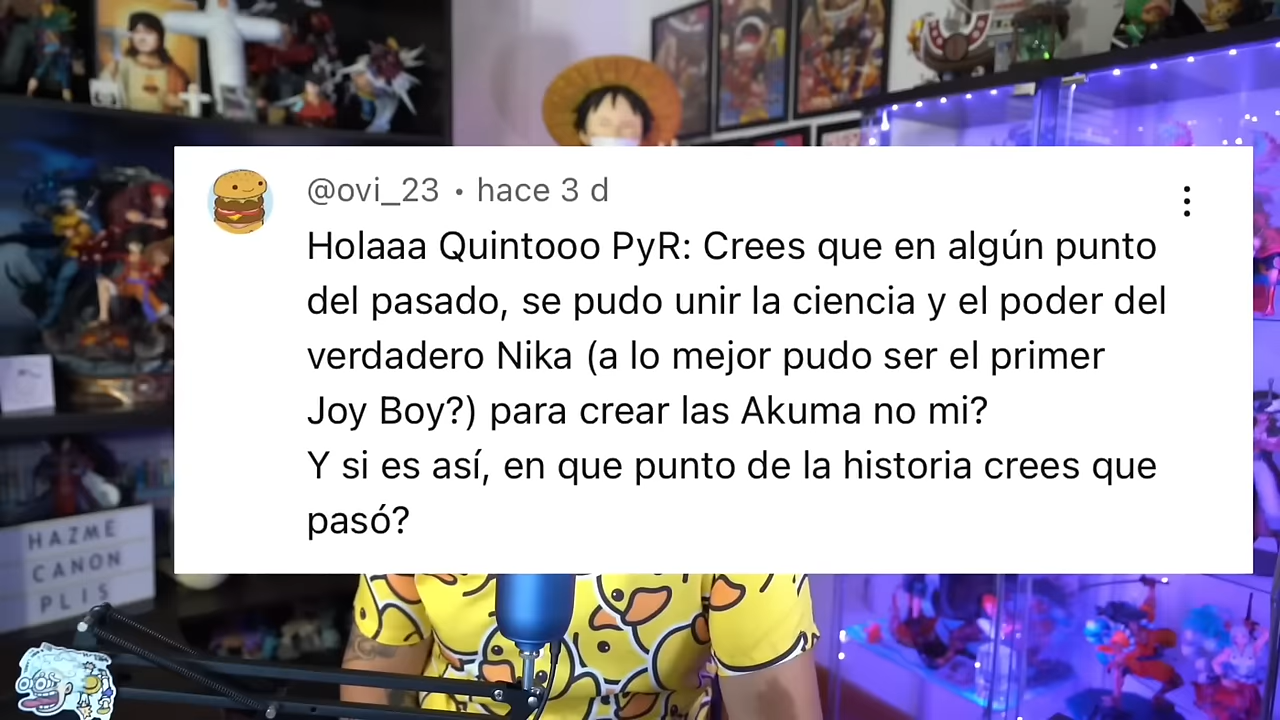 @ovi_23 • hace 3 d
Holaaa Quintooo PyR: Crees que en algún punto
del pasado, se pudo unir la ciencia y el poder del
verdadero Nika (a lo mejor pudo ser el primer
Joy Boy?) para crear las Akuma no mi?
Y si es así, en que punto de la historia crees que
pasó?
HAZME
CANON
PLIS